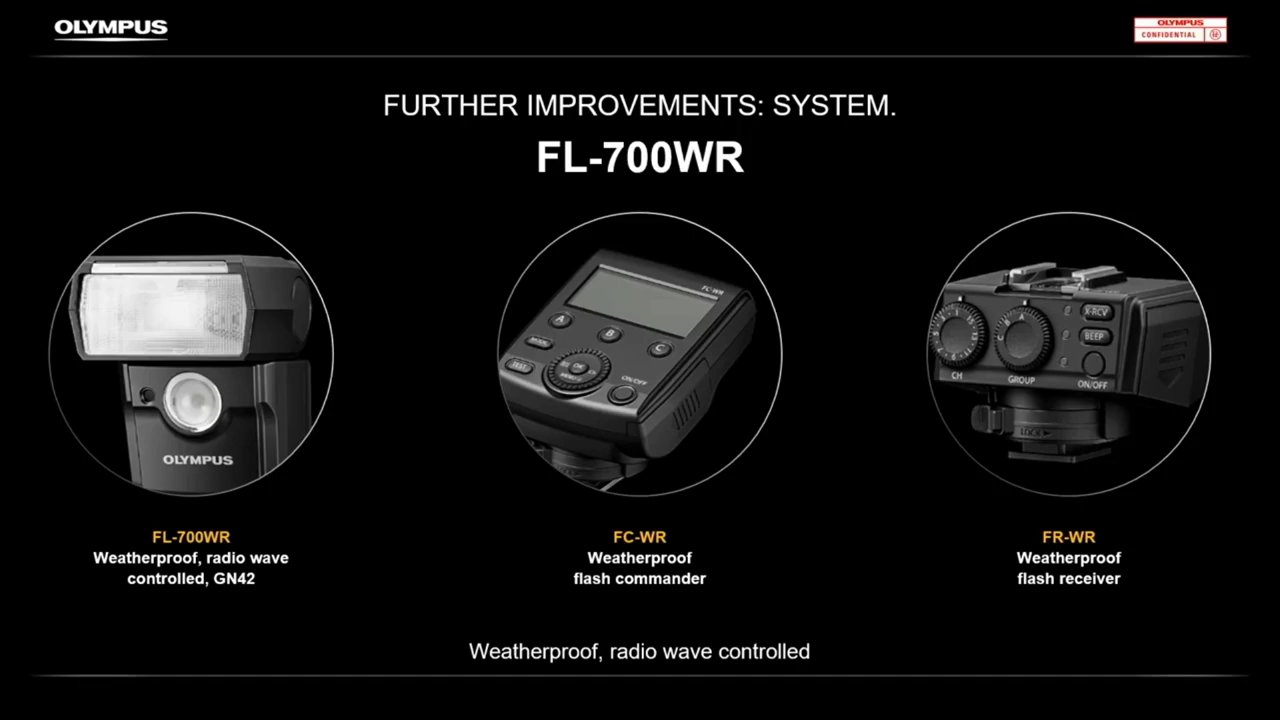 OLYMPUS
OLYMPUS
CONFIDENTIAL
FURTHER IMPROVEMENTS: SYSTEM.
FL-700WR
OLYMPUS
FC-WR
A
B
C
MODE
TEST
ON/OFF
X-RCV
BEEP
CH
GROUP
ON/OFF
LOCK
FL-700WR
Weatherproof, radio wave
controlled, GN42
FC-WR
Weatherproof
flash commander
FR-WR
Weatherproof
flash receiver
Weatherproof, radio wave controlled